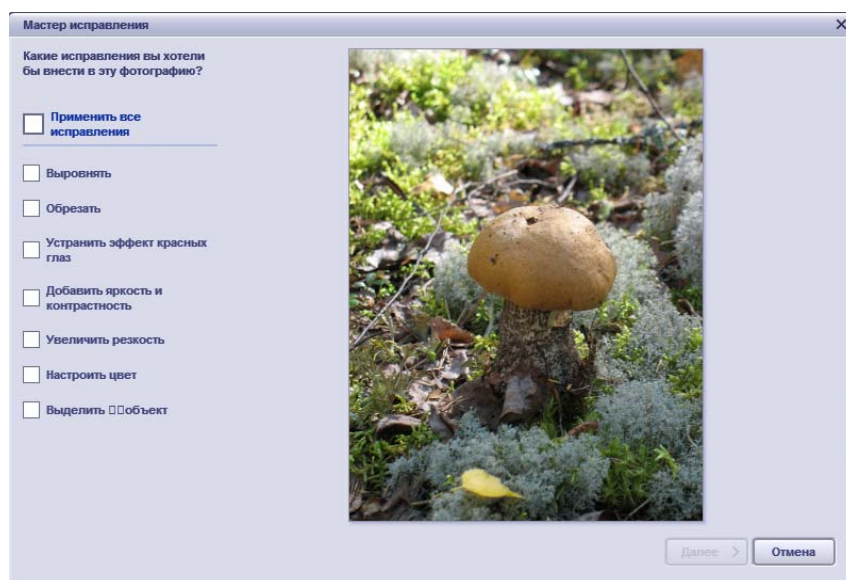 Мастер исправления
Какие исправления вы хотели
бы внести в эту фотографию?
Применить все
исправления
Выровнять
Обрезать
Устранить эффект красных
глаз
Добавить яркость и
контрастность
Увеличить резкость
Настроить цвет
Выделить □□объект
Далее >
Отмена